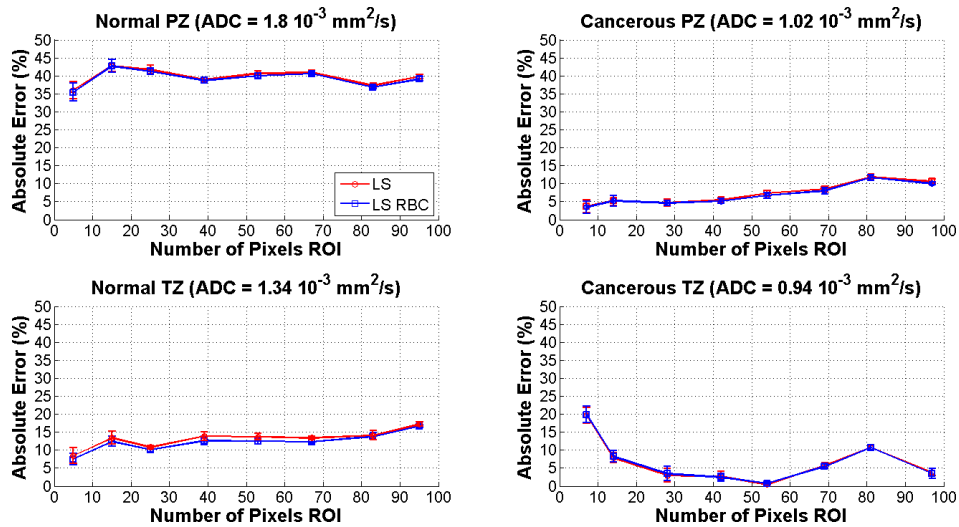 Normal PZ (ADC = 1.8 10⁻³ mm²/s)
Absolute Error (%)
50
45
40
35
30
25
20
15
10
5
0
0 10 20 30 40 50 60 70 80 90 100
Number of Pixels ROI
LS
LS RBC
Cancerous PZ (ADC = 1.02 10⁻³ mm²/s)
Absolute Error (%)
50
45
40
35
30
25
20
15
10
5
0
0 10 20 30 40 50 60 70 80 90 100
Number of Pixels ROI
Normal TZ (ADC = 1.34 10⁻³ mm²/s)
Absolute Error (%)
50
45
40
35
30
25
20
15
10
5
0
0 10 20 30 40 50 60 70 80 90 100
Number of Pixels ROI
Cancerous TZ (ADC = 0.94 10⁻³ mm²/s)
Absolute Error (%)
50
45
40
35
30
25
20
15
10
5
0
0 10 20 30 40 50 60 70 80 90 100
Number of Pixels ROI